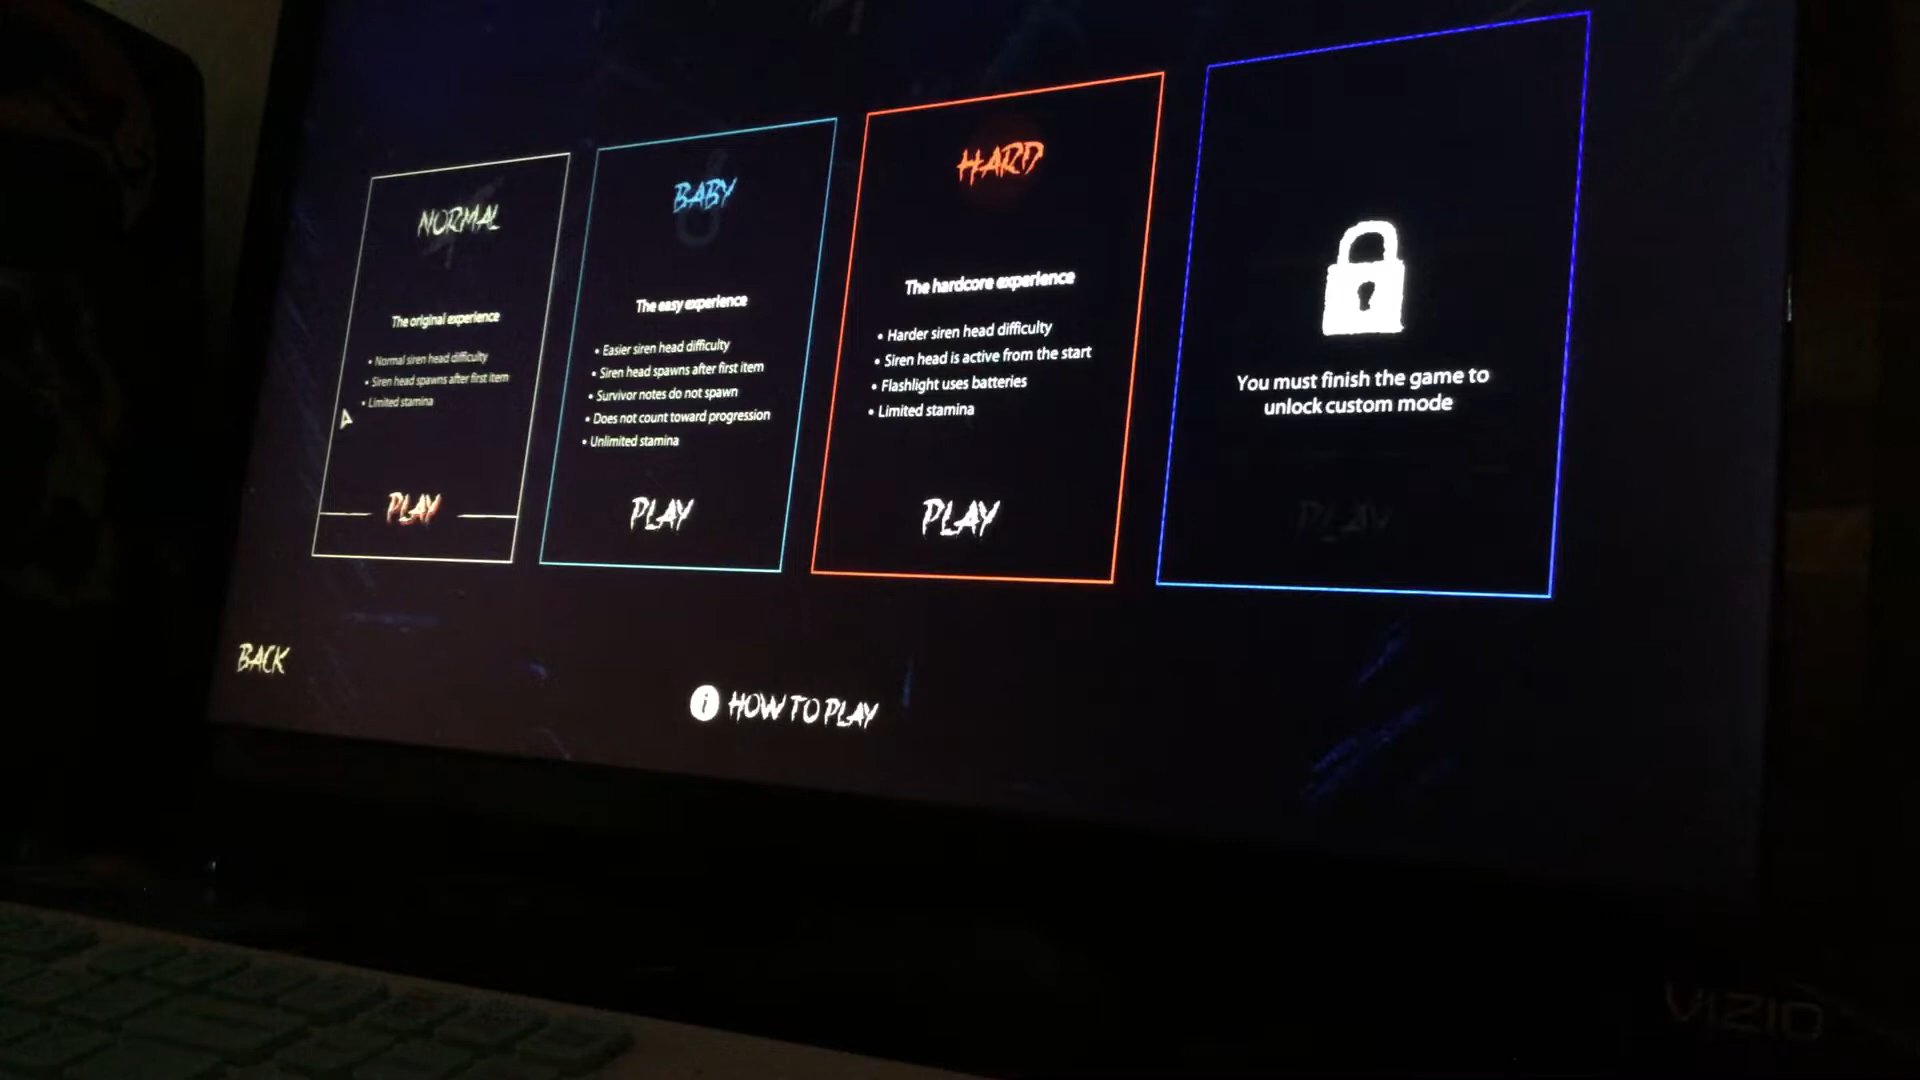 NORMAL
The original experience
• Normal siren head difficulty
• Siren head spawns after first item
• Limited stamina
PLAY
BABY
The easy experience
• Easier siren head difficulty
• Siren head spawns after first item
• Survivor notes do not spawn
• Does not count toward progression
• Unlimited stamina
PLAY
HARD
The hardcore experience
• Harder siren head difficulty
• Siren head is active from the start
• Flashlight uses batteries
• Limited stamina
PLAY
You must finish the game to
unlock custom mode
PLAY
BACK
i HOW TO PLAY
VIZIO